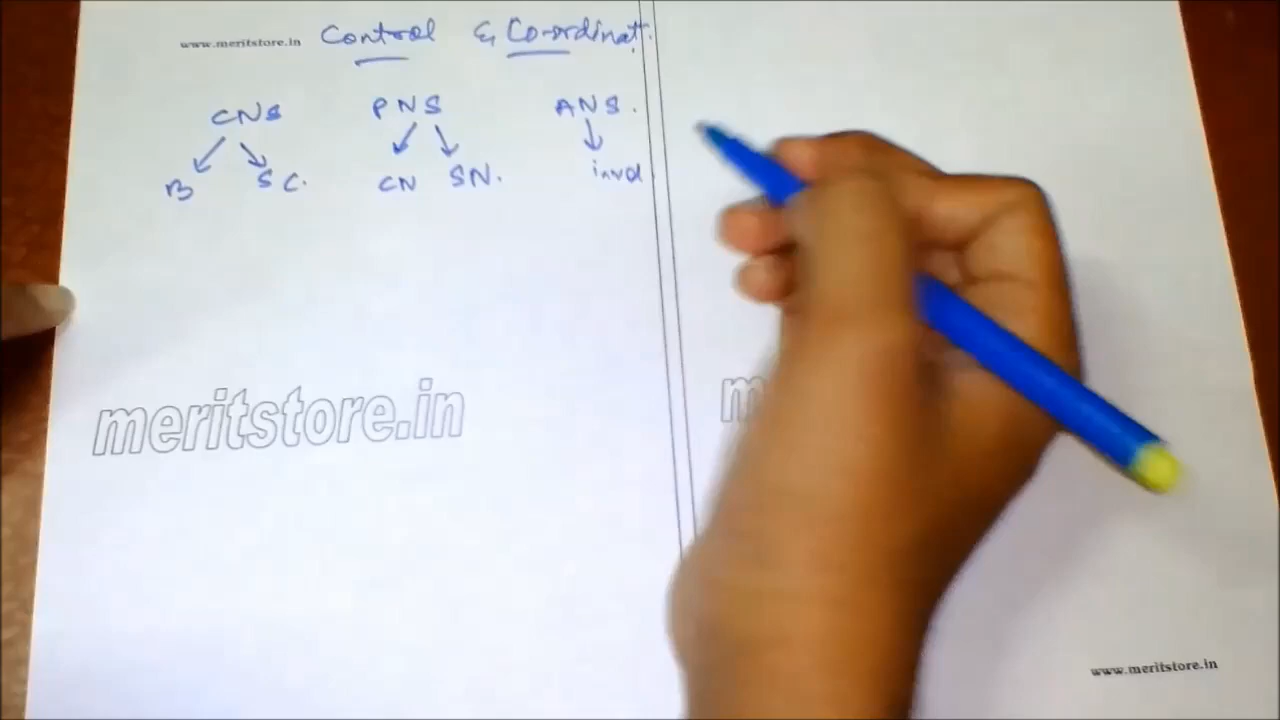 www.meritstore.in Control & Co-ordinat.
CNS PNS ANS.
B SC. CN SN. invol.
meritstore.in m
www.meritstore.in